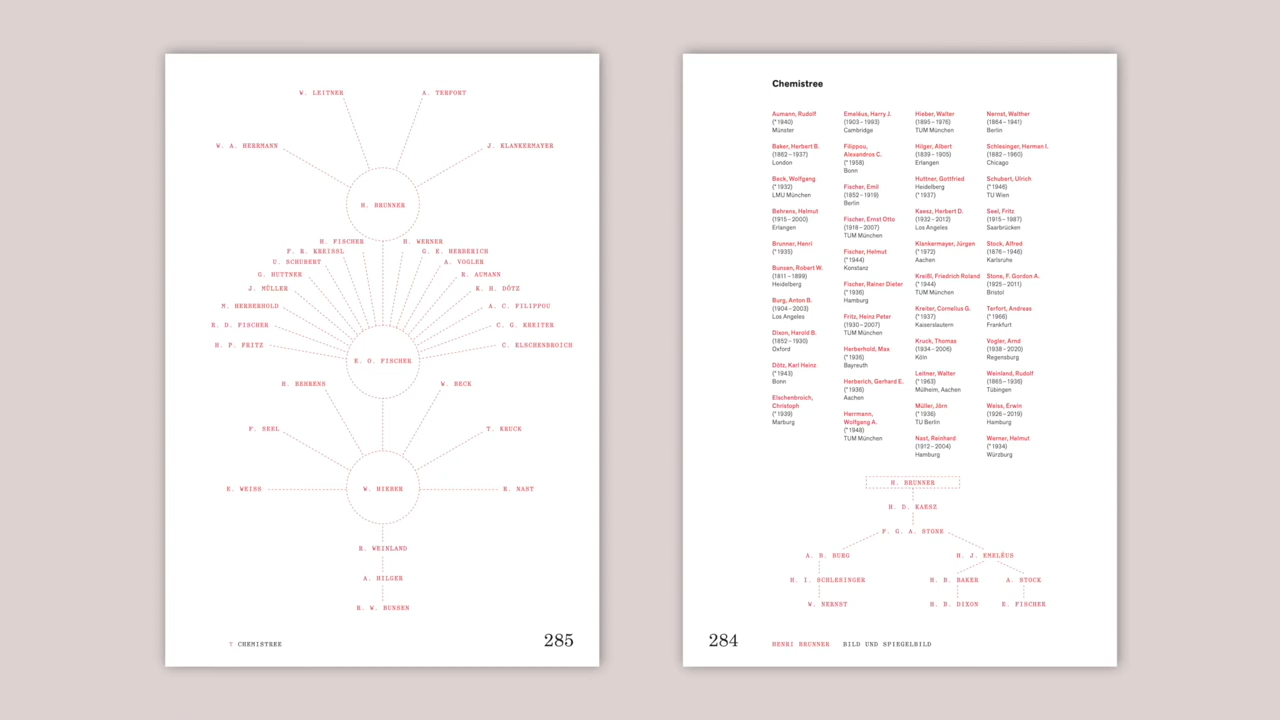 W. LEITNER
A. TERFORT
W. A. HERRMANN
J. KLANKERMAYER
H. BRUNNER
H. FISCHER
H. WERNER
F. R. KREISSL
G. E. HERBERICH
U. SCHUBERT
A. VOGLER
G. HUTTNER
R. AUMANN
J. MÜLLER
K. H. DÖTZ
M. HERBERHOLD
A. C. FILIPPOU
R. D. FISCHER
C. G. KREITER
H. P. FRITZ
C. ELSCHENBROICH
E. O. FISCHER
H. BEHRENS
W. BECK
F. SEEL
T. KRUCK
E. WEISS
W. HIEBER
R. NAST
R. WEINLAND
A. HILGER
R. W. BUNSEN
7 CHEMISTREE
285
Chemistree
Aumann, Rudolf
(*1940)
Münster
Baker, Herbert B.
(1862–1937)
London
Beck, Wolfgang
(*1932)
LMU München
Behrens, Helmut
(1915–2000)
Erlangen
Brunner, Henri
(*1935)
Bunsen, Robert W.
(1811–1899)
Heidelberg
Burg, Anton B.
(1904–2003)
Los Angeles
Dixon, Harold B.
(1852–1930)
Oxford
Dötz, Karl Heinz
(*1943)
Bonn
Elschenbroich,
Christoph
(*1939)
Marburg
Emeléus, Harry J.
(1903–1993)
Cambridge
Filippou,
Alexandros C.
(*1958)
Bonn
Fischer, Emil
(1852–1919)
Berlin
Fischer, Ernst Otto
(1918–2007)
TUM München
Fischer, Helmut
(*1944)
Konstanz
Fischer, Rainer Dieter
(*1936)
Hamburg
Fritz, Heinz Peter
(1930–2007)
TUM München
Herberhold, Max
(*1936)
Bayreuth
Herberich, Gerhard E.
(*1936)
Aachen
Herrmann,
Wolfgang A.
(*1948)
TUM München
Hieber, Walter
(1895–1976)
TUM München
Hilger, Albert
(1839–1905)
Erlangen
Huttner, Gottfried
Heidelberg
(*1937)
Kaesz, Herbert D.
(1932–2012)
Los Angeles
Klankermayer, Jürgen
(*1972)
Aachen
Kreißl, Friedrich Roland
(*1944)
TUM München
Kreiter, Cornelius G.
(*1937)
Kaiserslautern
Kruck, Thomas
(1934–2006)
Köln
Leitner, Walter
(*1963)
Mülheim, Aachen
Müller, Jörn
(*1936)
TU Berlin
Nast, Reinhard
(1912–2004)
Hamburg
Nernst, Walther
(1864–1941)
Berlin
Schlesinger, Herman I.
(1882–1960)
Chicago
Schubert, Ulrich
(*1946)
TU Wien
Seel, Fritz
(1915–1987)
Saarbrücken
Stock, Alfred
(1876–1946)
Karlsruhe
Stone, F. Gordon A.
(1925–2011)
Bristol
Terfort, Andreas
(*1966)
Frankfurt
Vogler, Arnd
(1938–2020)
Regensburg
Weinland, Rudolf
(1865–1936)
Tübingen
Weiss, Erwin
(1926–2019)
Hamburg
Werner, Helmut
(*1934)
Würzburg
H. BRUNNER
H. D. KAESZ
F. G. A. STONE
A. B. BURG
H. J. EMELÉUS
H. I. SCHLESINGER
H. B. BAKER
A. STOCK
W. NERNST
H. B. DIXON
E. FISCHER
284
HENRI BRUNNER BILD UND SPIEGELBILD